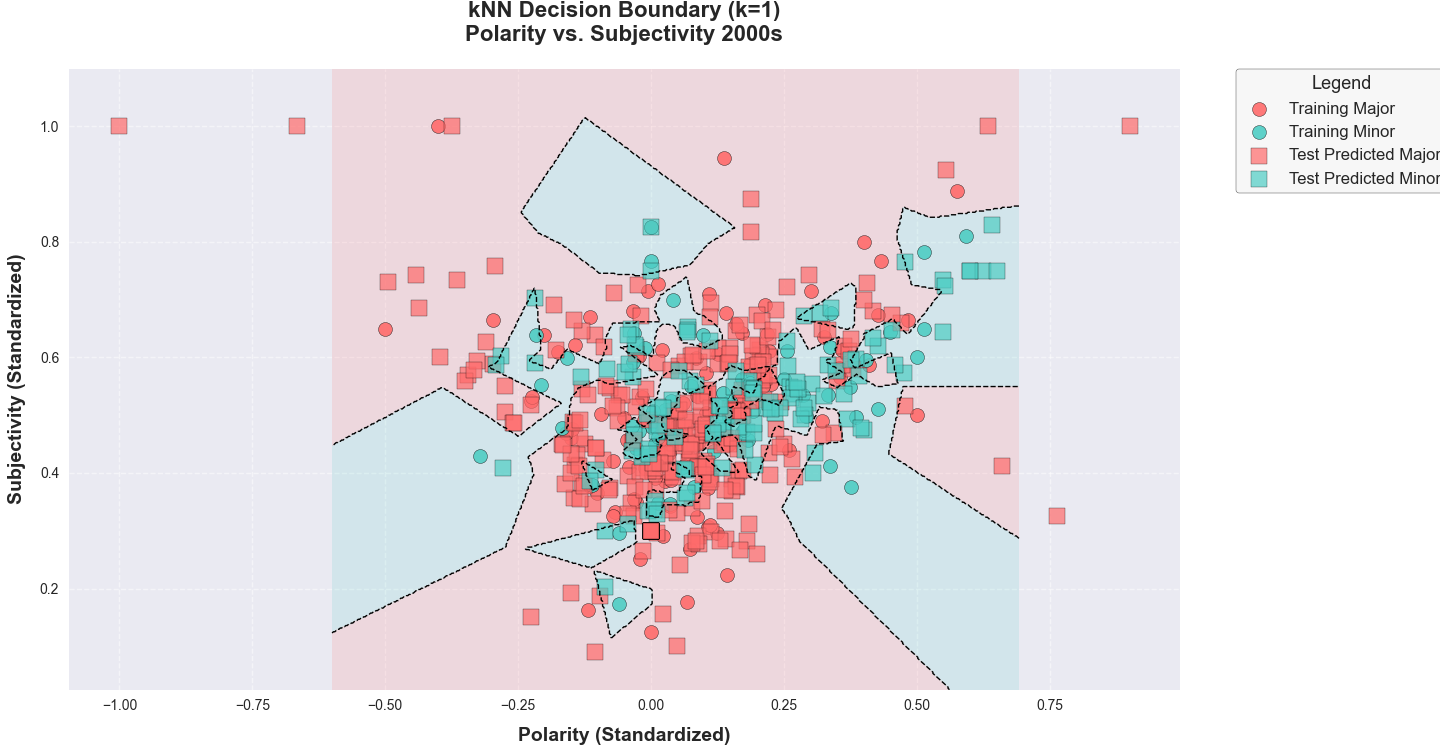 kNN Decision Boundary (k=1)
Polarity vs. Subjectivity 2000s
Legend
Training Major
Training Minor
Test Predicted Major
Test Predicted Minor
1.0
0.8
0.6
0.4
0.2
Subjectivity (Standardized)
−1.00 −0.75 −0.50 −0.25 0.00 0.25 0.50 0.75
Polarity (Standardized)